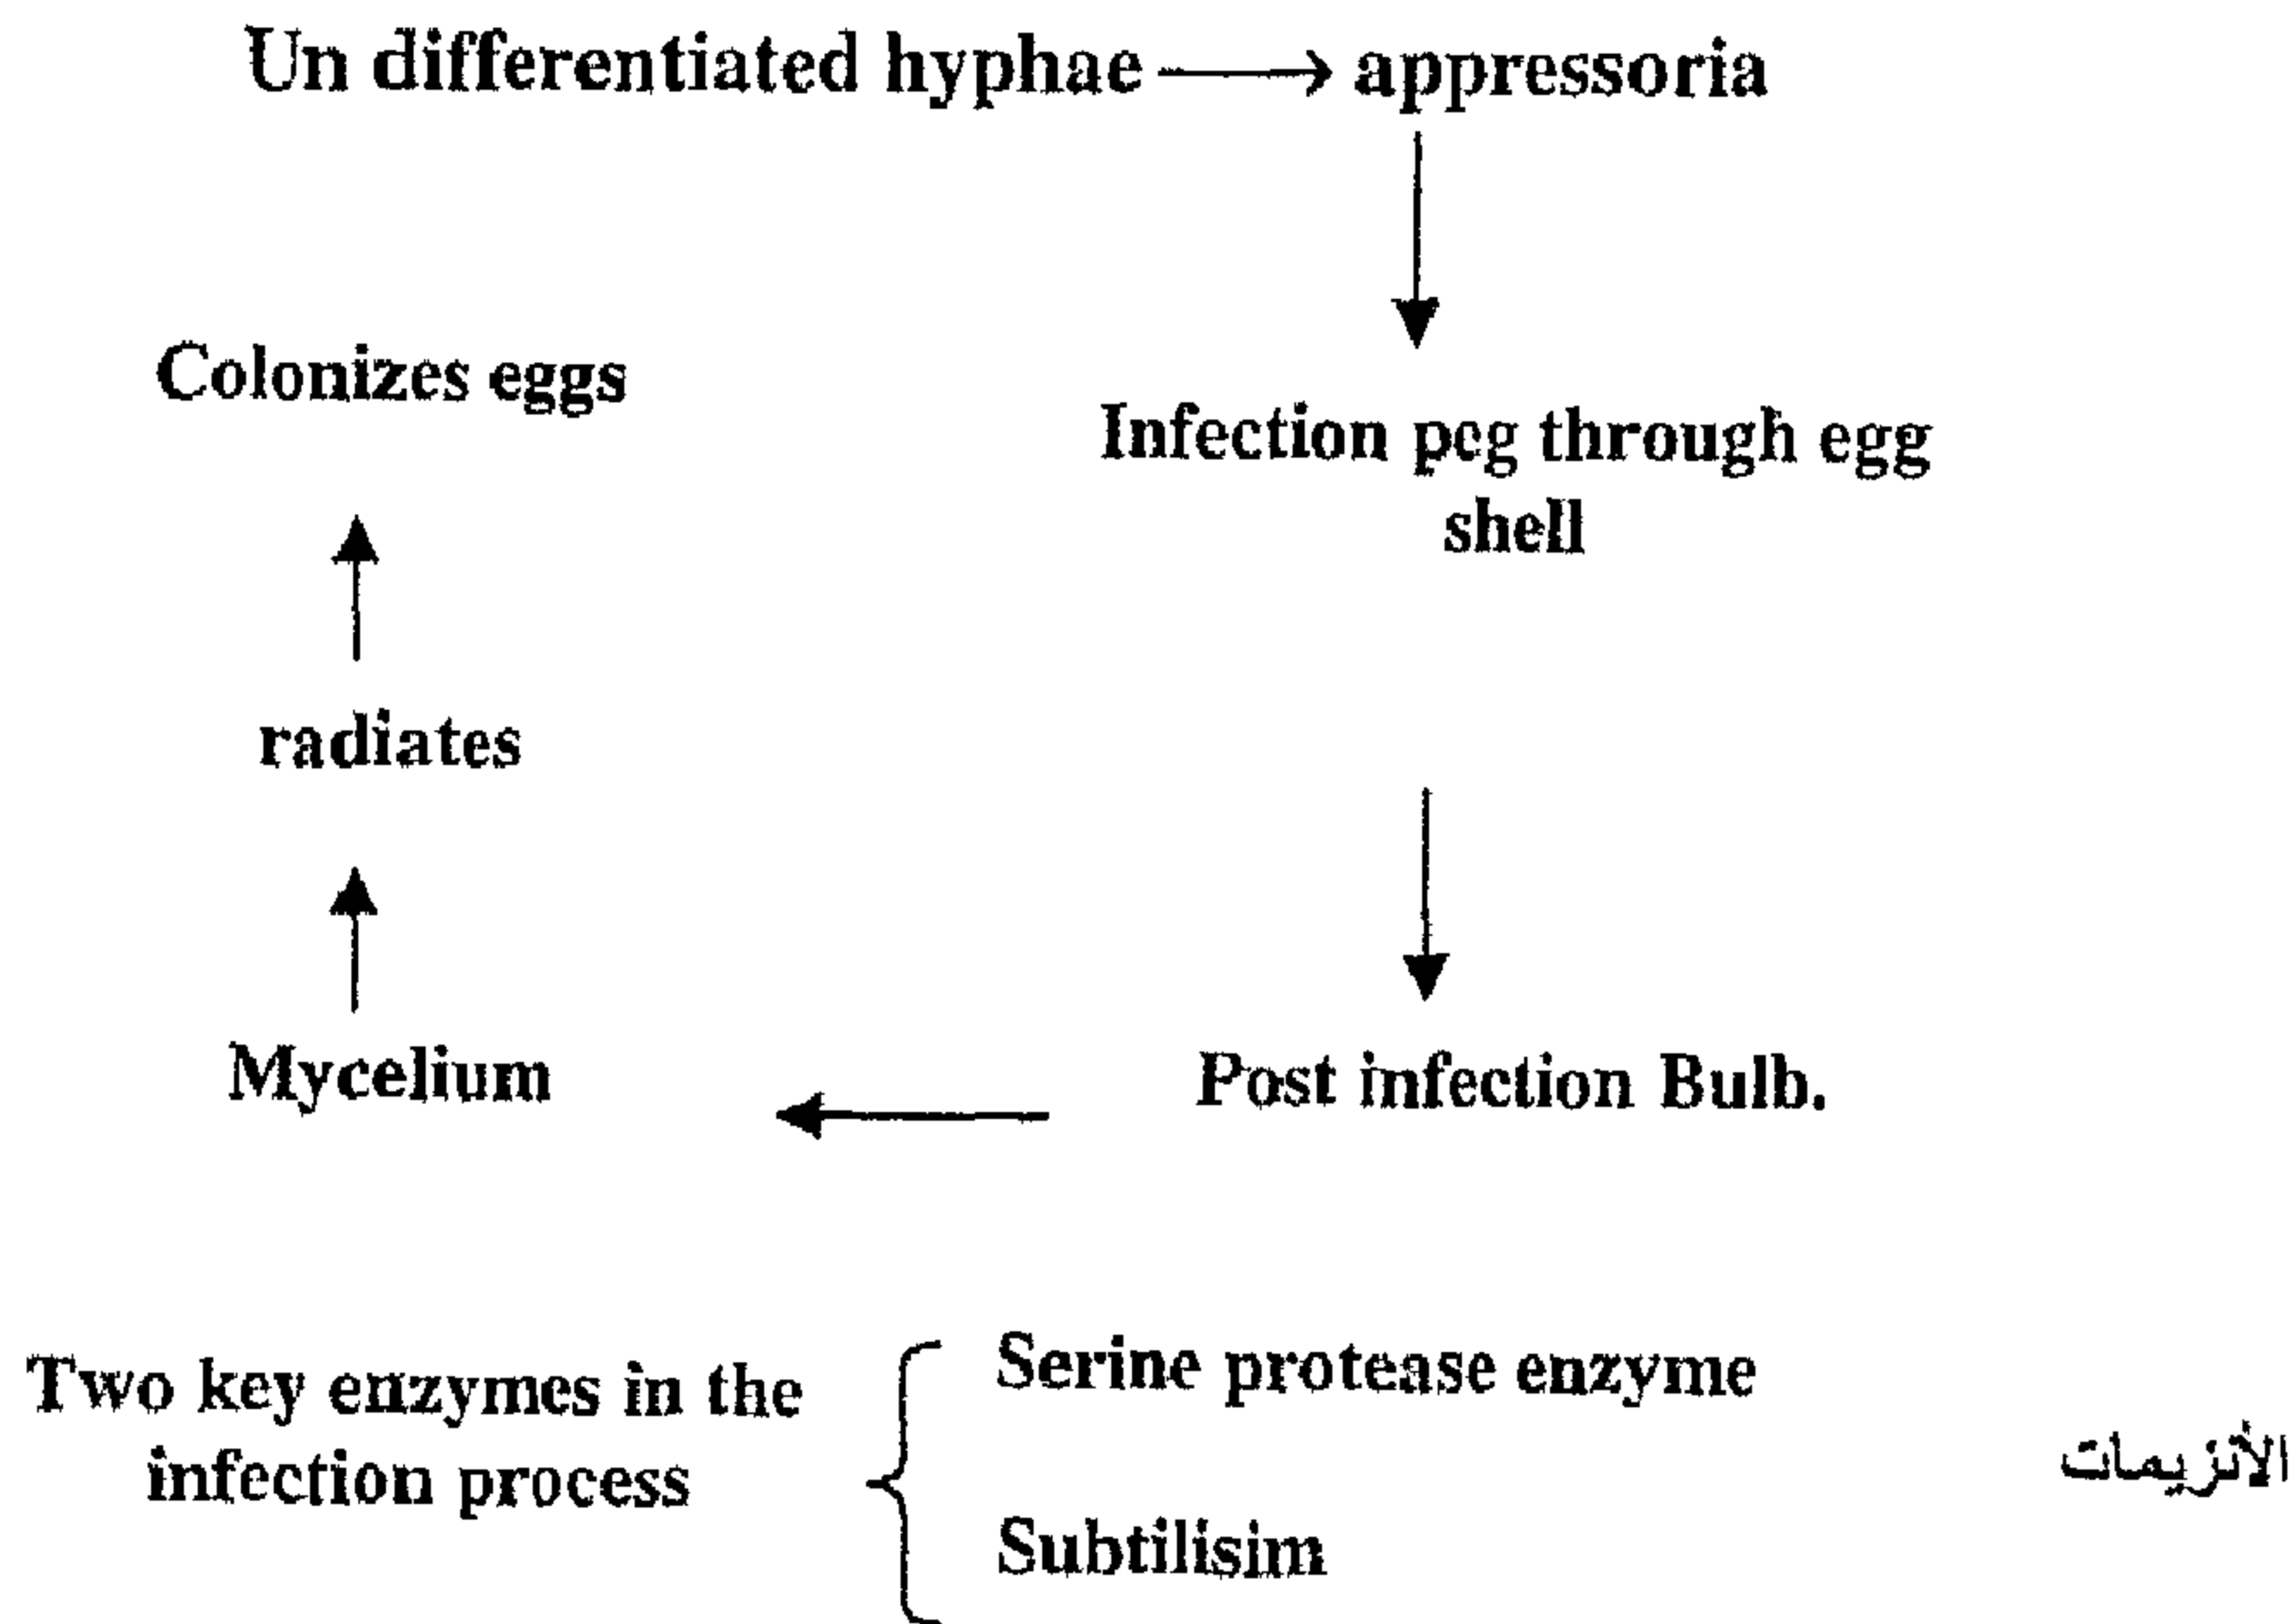 Un differentiated hyphae → appressoria
Colonizes eggs
Infection peg through egg
shell
radiates
Mycelium
Post infection Bulb.
Two key enzymes in the
infection process
Serine protease enzyme
Subtilisim
الأنزيمات